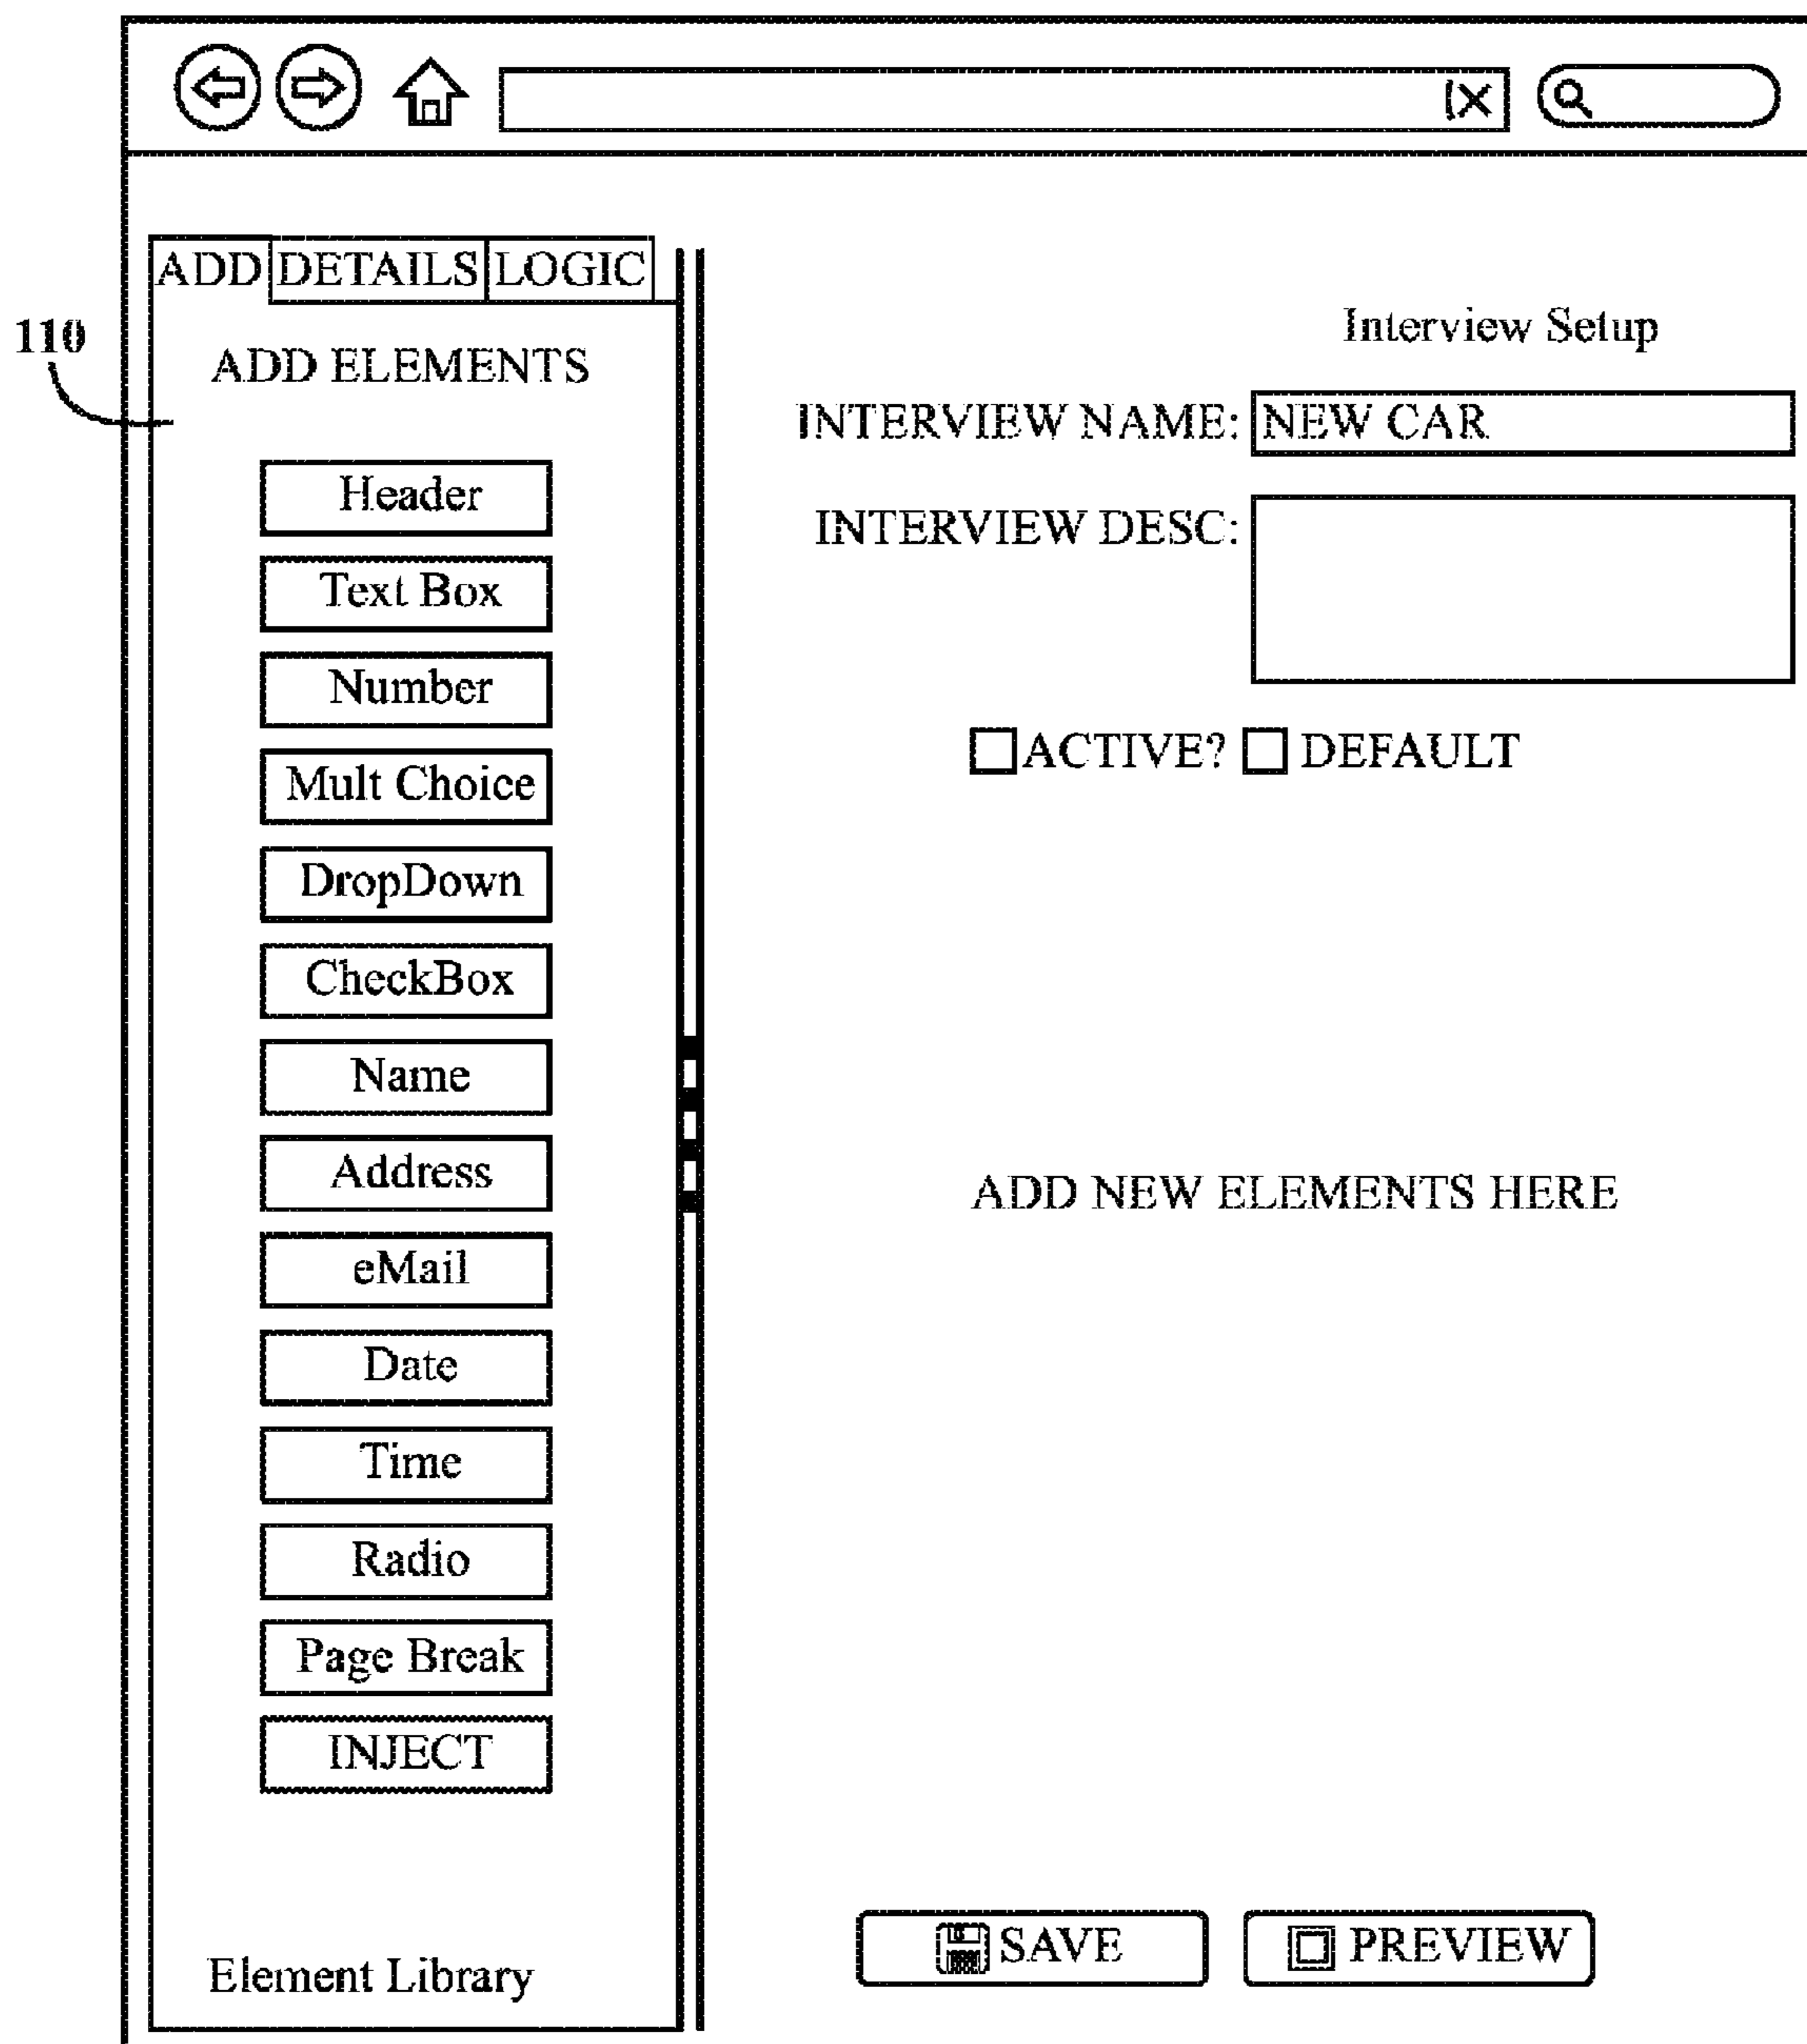 ADD DETAILS LOGIC
110
ADD ELEMENTS
Header
Text Box
Number
Mult Choice
DropDown
CheckBox
Name
Address
eMail
Date
Time
Radio
Page Break
INJECT
Element Library
Interview Setup
INTERVIEW NAME: NEW CAR
INTERVIEW DESC:
ACTIVE? DEFAULT
ADD NEW ELEMENTS HERE
SAVE PREVIEW